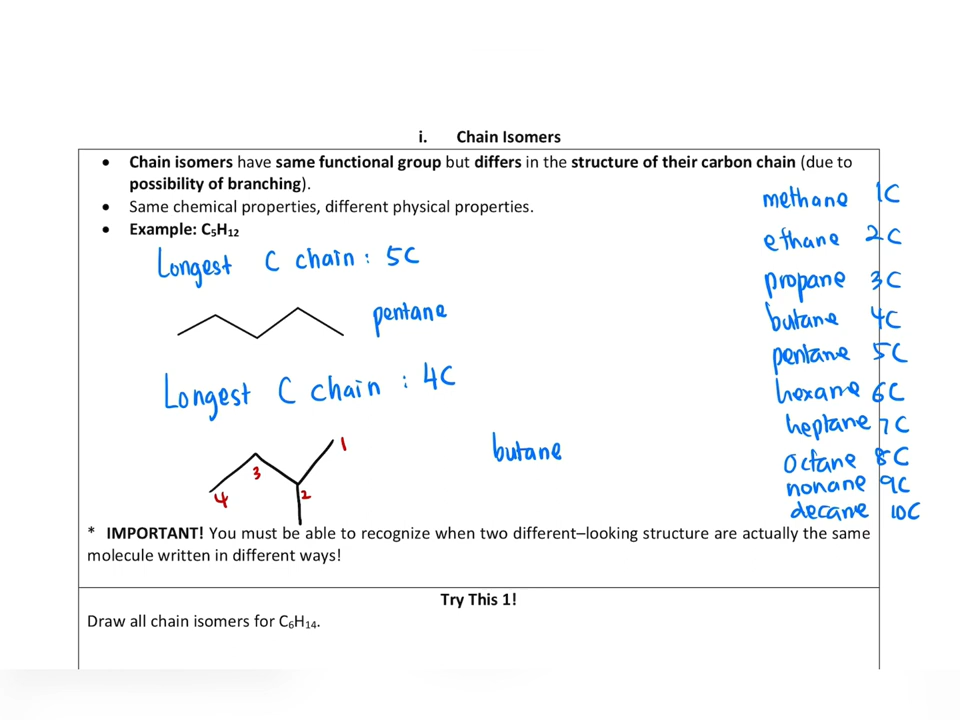 i. Chain Isomers
• Chain isomers have same functional group but differs in the structure of their carbon chain (due to
possibility of branching).
• Same chemical properties, different physical properties.
• Example: C₅H₁₂
Longest C chain : 5C
pentane
Longest C chain : 4C
butane
1
2
3
4
methane 1C
ethane 2C
propane 3C
butane 4C
pentane 5C
hexane 6C
heptane 7C
octane 8C
nonane 9C
decane 10C
* IMPORTANT! You must be able to recognize when two different–looking structure are actually the same
molecule written in different ways!
Try This 1!
Draw all chain isomers for C₆H₁₄.